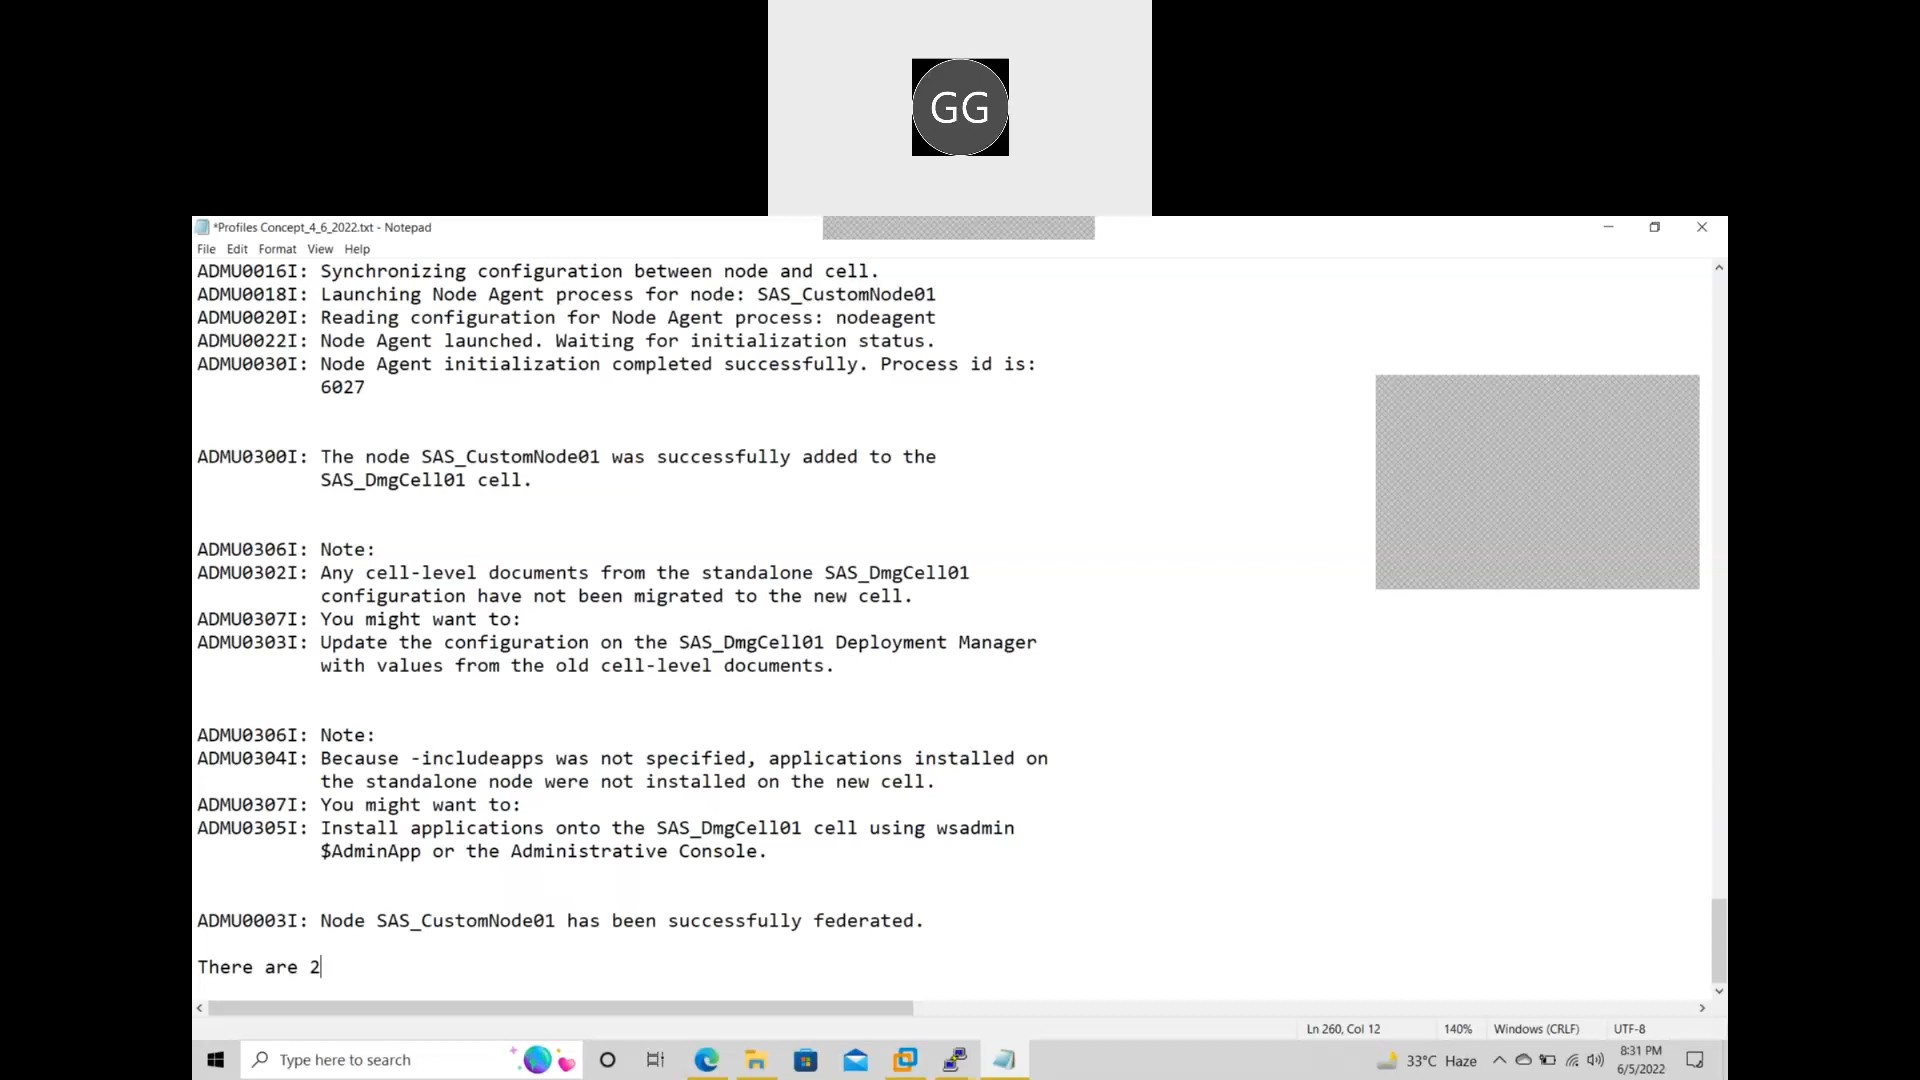 GG
*Profiles Concept_4_6_2022.txt - Notepad
File Edit Format View Help
ADMU0016I: Synchronizing configuration between node and cell.
ADMU0018I: Launching Node Agent process for node: SAS_CustomNode01
ADMU0020I: Reading configuration for Node Agent process: nodeagent
ADMU0022I: Node Agent launched. Waiting for initialization status.
ADMU0030I: Node Agent initialization completed successfully. Process id is:
6027
ADMU0300I: The node SAS_CustomNode01 was successfully added to the
SAS_DmgCell01 cell.
ADMU0306I: Note:
ADMU0302I: Any cell-level documents from the standalone SAS_DmgCell01
configuration have not been migrated to the new cell.
ADMU0307I: You might want to:
ADMU0303I: Update the configuration on the SAS_DmgCell01 Deployment Manager
with values from the old cell-level documents.
ADMU0306I: Note:
ADMU0304I: Because -includeapps was not specified, applications installed on
the standalone node were not installed on the new cell.
ADMU0307I: You might want to:
ADMU0305I: Install applications onto the SAS_DmgCell01 cell using wsadmin
$AdminApp or the Administrative Console.
ADMU0003I: Node SAS_CustomNode01 has been successfully federated.
There are 2
Ln 260, Col 12 140% Windows (CRLF) UTF-8
Type here to search 33°C Haze 8:31 PM
6/5/2022